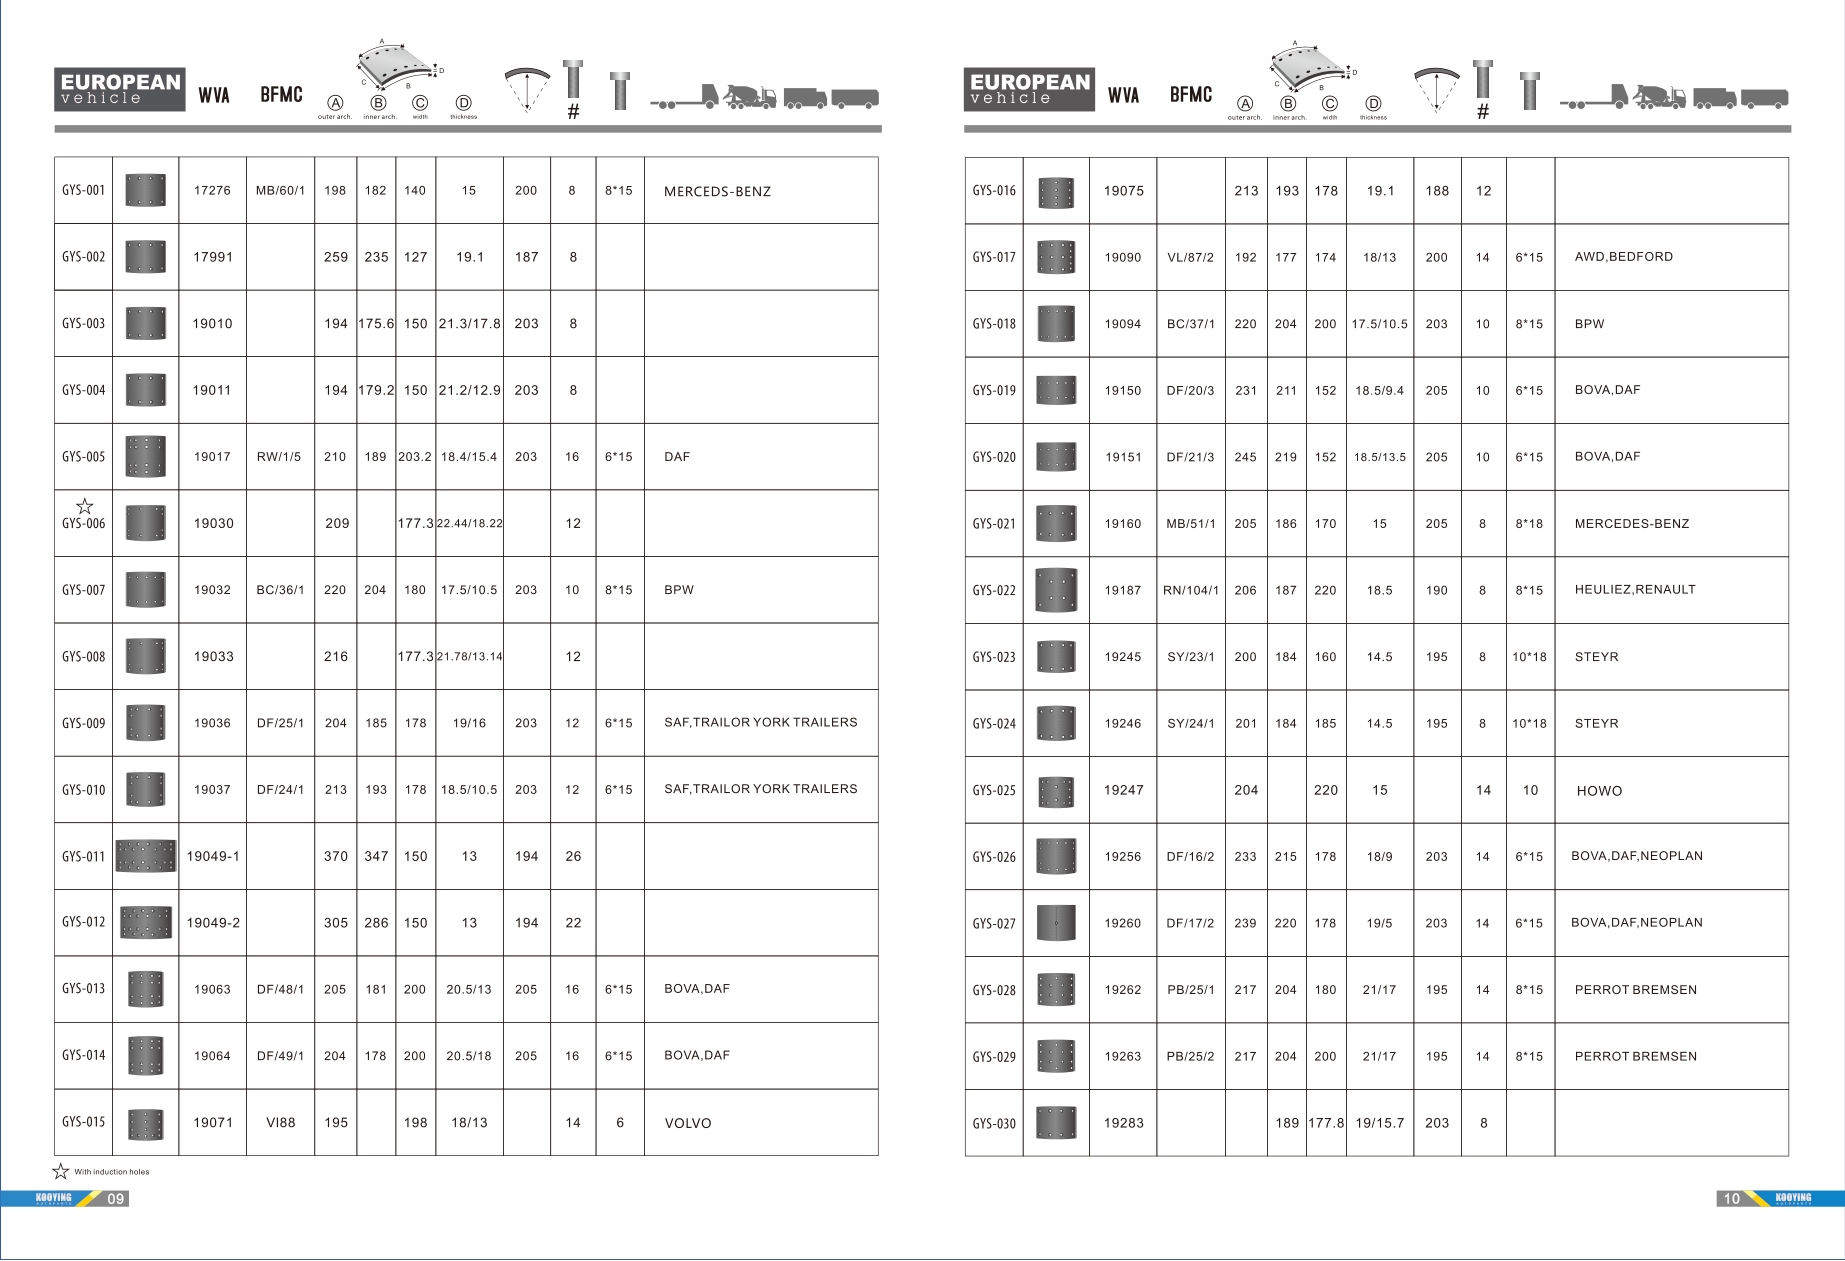 EUROPEAN
vehicle
WVA BFMC
A
C
B
D
A B C D
outer arch. inner arch. width thickness
#
GYS-001 17276 MB/60/1 198 182 140 15 200 8 8*15 MERCEDS-BENZ
GYS-002 17991 259 235 127 19.1 187 8
GYS-003 19010 194 175.6 150 21.3/17.8 203 8
GYS-004 19011 194 179.2 150 21.2/12.9 203 8
GYS-005 19017 RW/1/5 210 189 203.2 18.4/15.4 203 16 6*15 DAF
☆
GYS-006 19030 209 177.3 22.44/18.22 12
GYS-007 19032 BC/36/1 220 204 180 17.5/10.5 203 10 8*15 BPW
GYS-008 19033 216 177.3 21.78/13.14 12
GYS-009 19036 DF/25/1 204 185 178 19/16 203 12 6*15 SAF,TRAILOR YORK TRAILERS
GYS-010 19037 DF/24/1 213 193 178 18.5/10.5 203 12 6*15 SAF,TRAILOR YORK TRAILERS
GYS-011 19049-1 370 347 150 13 194 26
GYS-012 19049-2 305 286 150 13 194 22
GYS-013 19063 DF/48/1 205 181 200 20.5/13 205 16 6*15 BOVA,DAF
GYS-014 19064 DF/49/1 204 178 200 20.5/18 205 16 6*15 BOVA,DAF
GYS-015 19071 VI88 195 198 18/13 14 6 VOLVO
☆ With induction holes
KOOYING
AUTOPARTS
09
EUROPEAN
vehicle
WVA BFMC
A
C
B
D
A B C D
outer arch. inner arch. width thickness
#
GYS-016 19075 213 193 178 19.1 188 12
GYS-017 19090 VL/87/2 192 177 174 18/13 200 14 6*15 AWD,BEDFORD
GYS-018 19094 BC/37/1 220 204 200 17.5/10.5 203 10 8*15 BPW
GYS-019 19150 DF/20/3 231 211 152 18.5/9.4 205 10 6*15 BOVA,DAF
GYS-020 19151 DF/21/3 245 219 152 18.5/13.5 205 10 6*15 BOVA,DAF
GYS-021 19160 MB/51/1 205 186 170 15 205 8 8*18 MERCEDES-BENZ
GYS-022 19187 RN/104/1 206 187 220 18.5 190 8 8*15 HEULIEZ,RENAULT
GYS-023 19245 SY/23/1 200 184 160 14.5 195 8 10*18 STEYR
GYS-024 19246 SY/24/1 201 184 185 14.5 195 8 10*18 STEYR
GYS-025 19247 204 220 15 14 10 HOWO
GYS-026 19256 DF/16/2 233 215 178 18/9 203 14 6*15 BOVA,DAF,NEOPLAN
GYS-027 19260 DF/17/2 239 220 178 19/5 203 14 6*15 BOVA,DAF,NEOPLAN
GYS-028 19262 PB/25/1 217 204 180 21/17 195 14 8*15 PERROT BREMSEN
GYS-029 19263 PB/25/2 217 204 200 21/17 195 14 8*15 PERROT BREMSEN
GYS-030 19283 189 177.8 19/15.7 203 8
10
KOOYING
AUTOPARTS